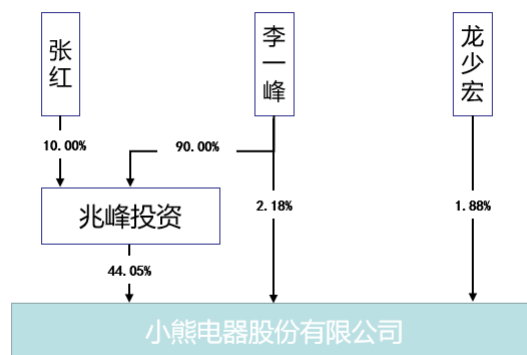 张红
李一峰
龙少宏
10.00%
90.00%
兆峰投资
2.18%
1.88%
44.05%
小熊电器股份有限公司